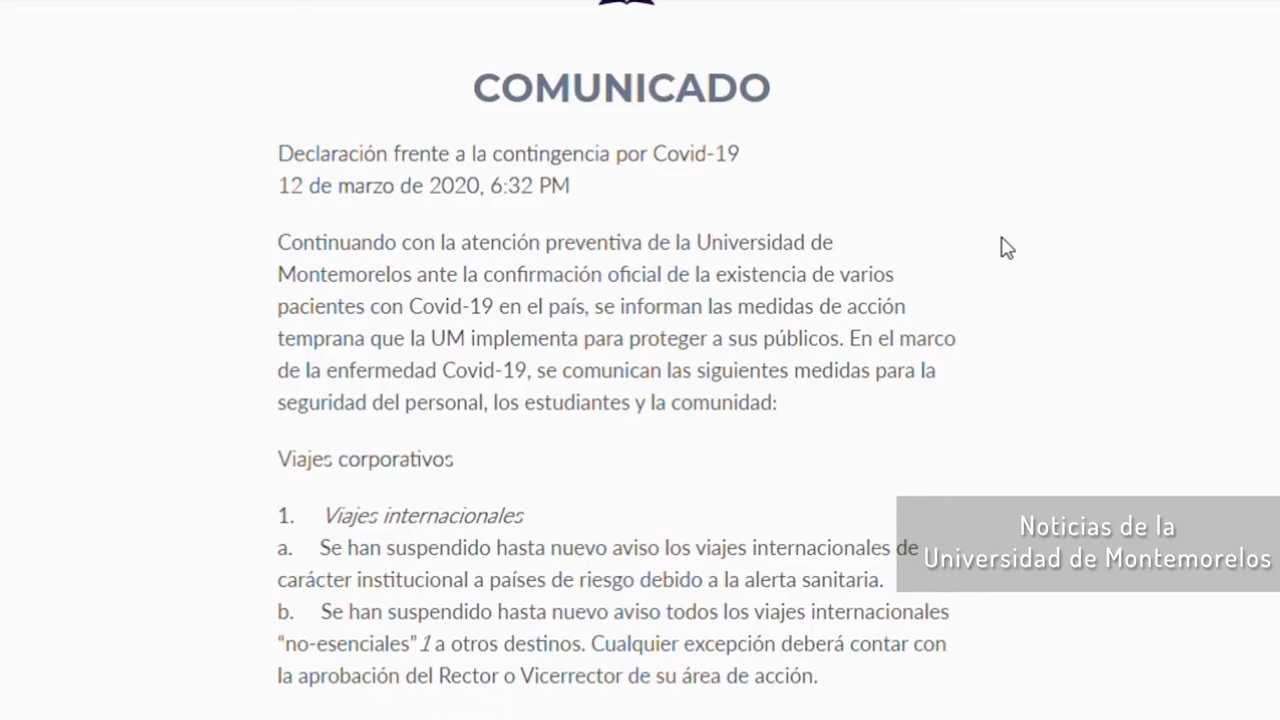 COMUNICADO
Declaración frente a la contingencia por Covid-19
12 de marzo de 2020, 6:32 PM
Continuando con la atención preventiva de la Universidad de
Montemorelos ante la confirmación oficial de la existencia de varios
pacientes con Covid-19 en el país, se informan las medidas de acción
temprana que la UM implementa para proteger a sus públicos. En el marco
de la enfermedad Covid-19, se comunican las siguientes medidas para la
seguridad del personal, los estudiantes y la comunidad:
Viajes corporativos
1. Viajes internacionales
a. Se han suspendido hasta nuevo aviso los viajes internacionales de
carácter institucional a países de riesgo debido a la alerta sanitaria.
b. Se han suspendido hasta nuevo aviso todos los viajes internacionales
“no-esenciales” 1 a otros destinos. Cualquier excepción deberá contar con
la aprobación del Rector o Vicerrector de su área de acción.
Noticias de la
Universidad de Montemorelos